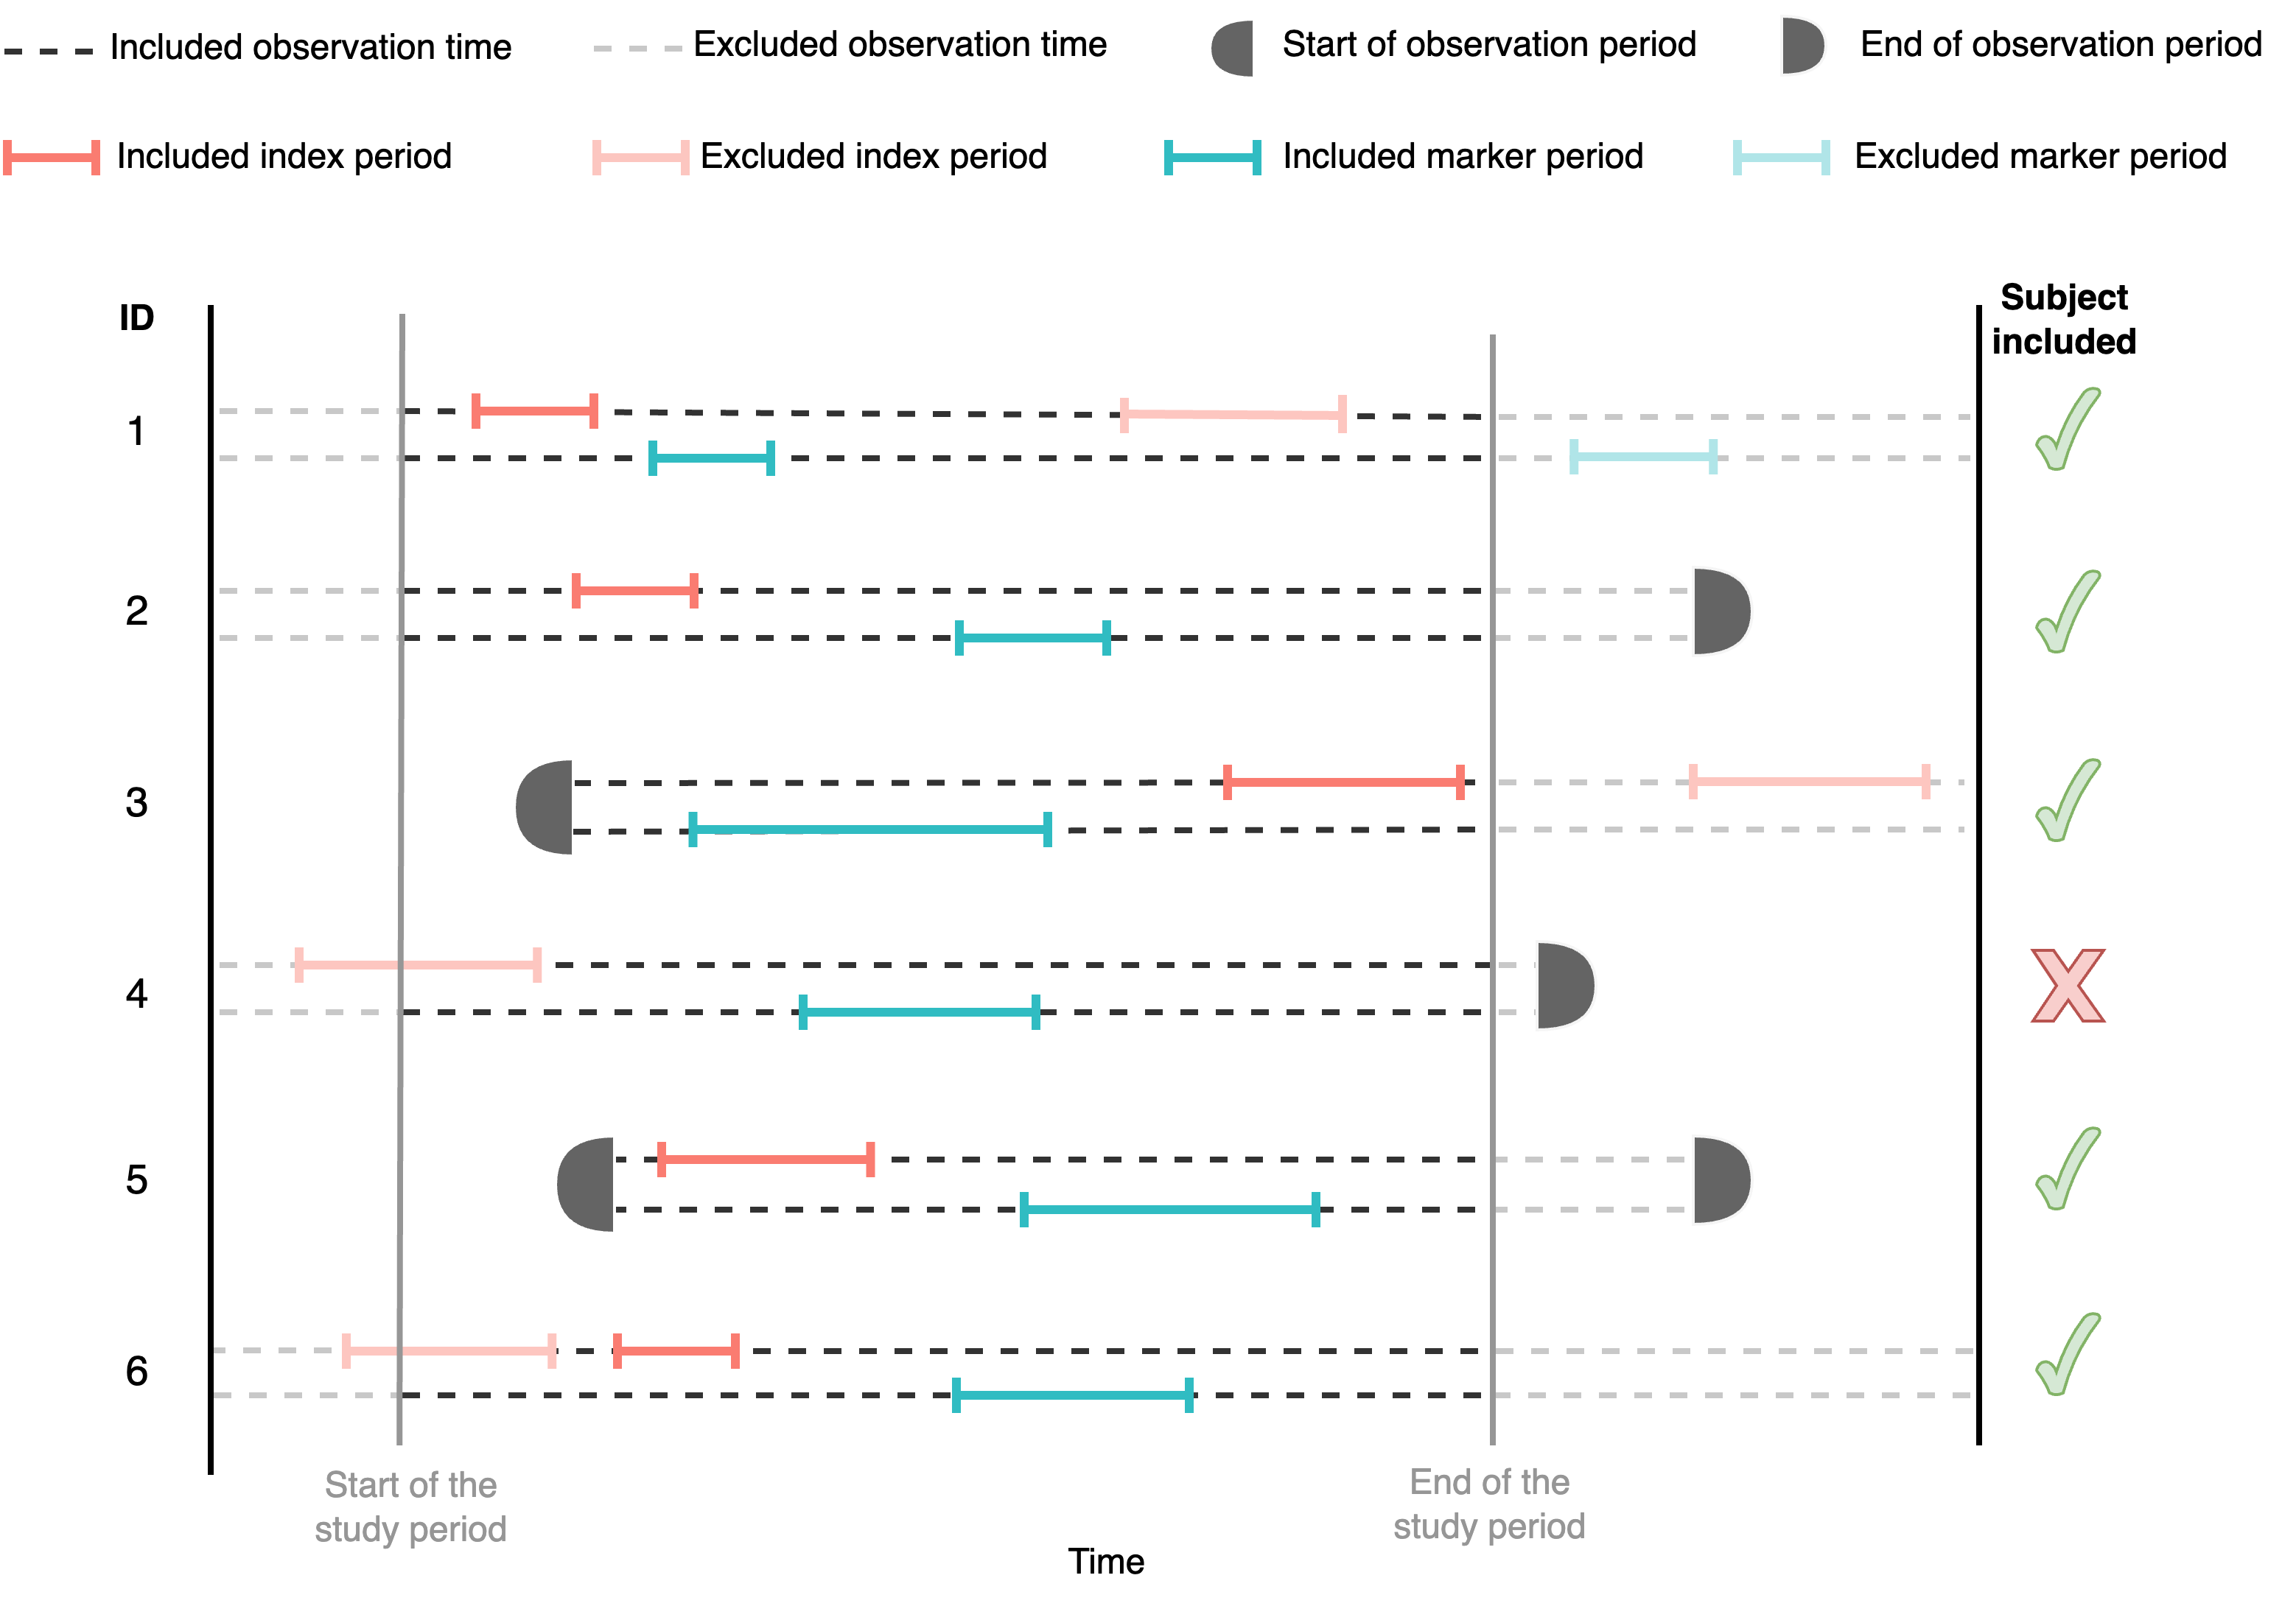 Included observation time
Excluded observation time
Start of observation period
End of observation period
Included index period
Excluded index period
Included marker period
Excluded marker period
ID
Subject
included
1
2
3
4
5
6
Start of the
study period
End of the
study period
Time